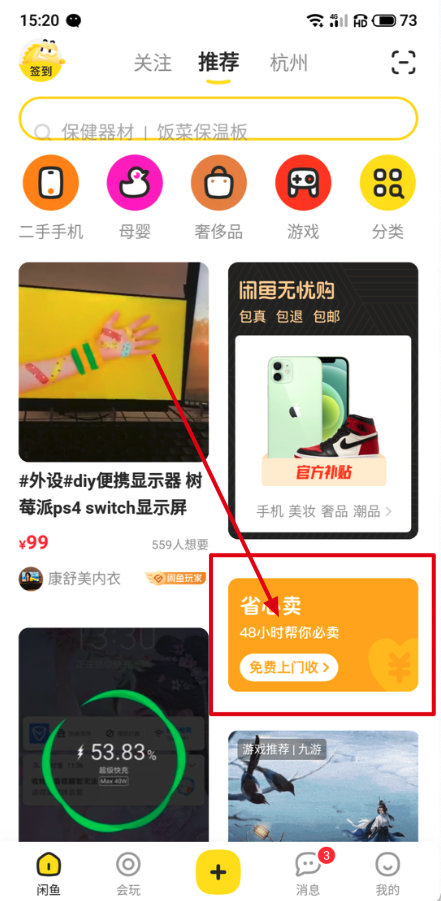 15:20
4G
HD
73
签到
关注
推荐
杭州
保健器材 | 饭菜保温板
二手手机
母婴
奢侈品
游戏
分类
#外设#diy便携显示器 树
莓派ps4 switch显示屏
¥99
559人想要
康舒美内衣
闲鱼玩家
闲鱼无忧购
包真 包退 包邮
官方补贴
手机 美妆 奢品 潮品 >
省心卖
48小时帮你必卖
免费上门收 >
13:30
53.83%
超级快充
Max 40W
游戏推荐 | 九游
闲鱼
会玩
消息
3
我的